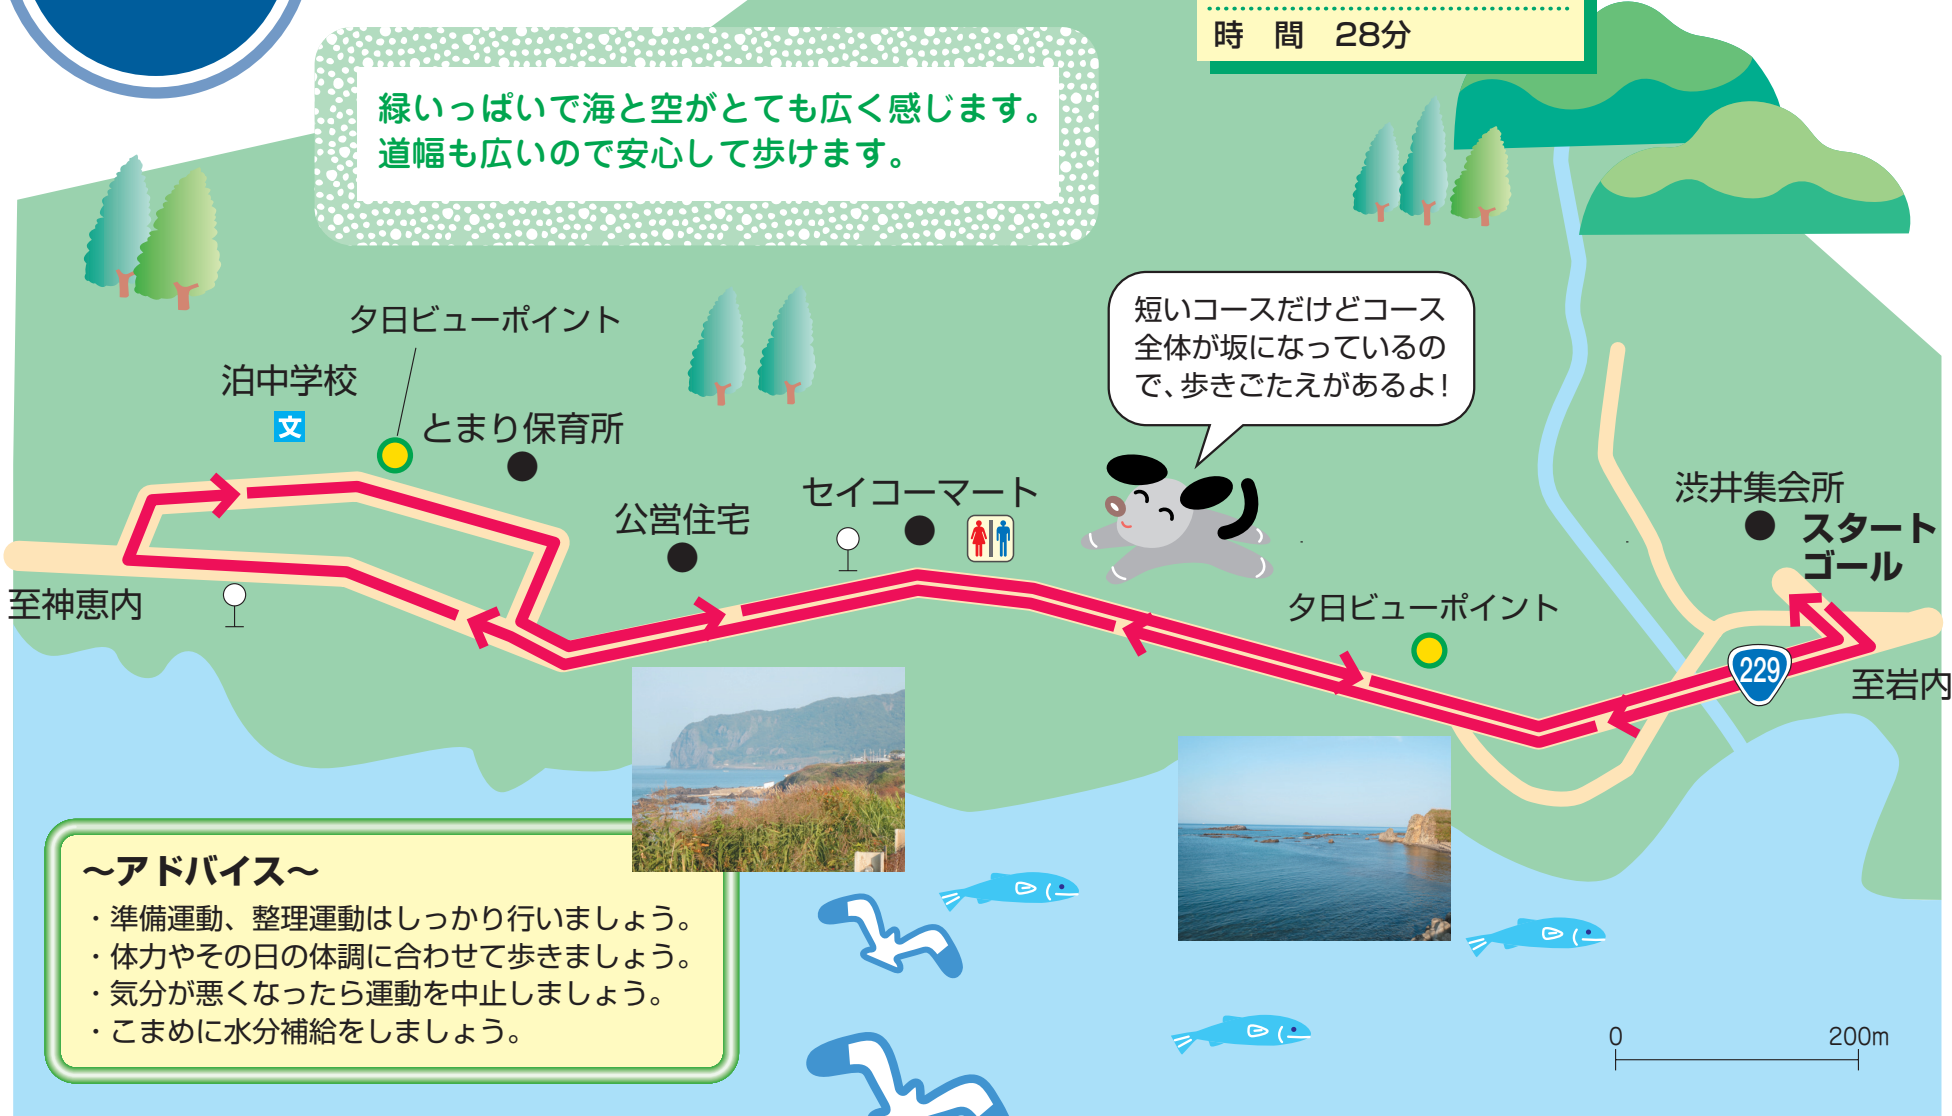 時　間　28分
緑いっぱいで海と空がとても広く感じます。
道幅も広いので安心して歩けます。
夕日ビューポイント
泊中学校
文
とまり保育所
公営住宅
セイコーマート
短いコースだけどコース
全体が坂になっているの
で、歩きごたえがあるよ！
渋井集会所
スタート
ゴール
夕日ビューポイント
至神恵内
229
至岩内
～アドバイス～
・準備運動、整理運動はしっかり行いましょう。
・体力やその日の体調に合わせて歩きましょう。
・気分が悪くなったら運動を中止しましょう。
・こまめに水分補給をしましょう。
0 200m